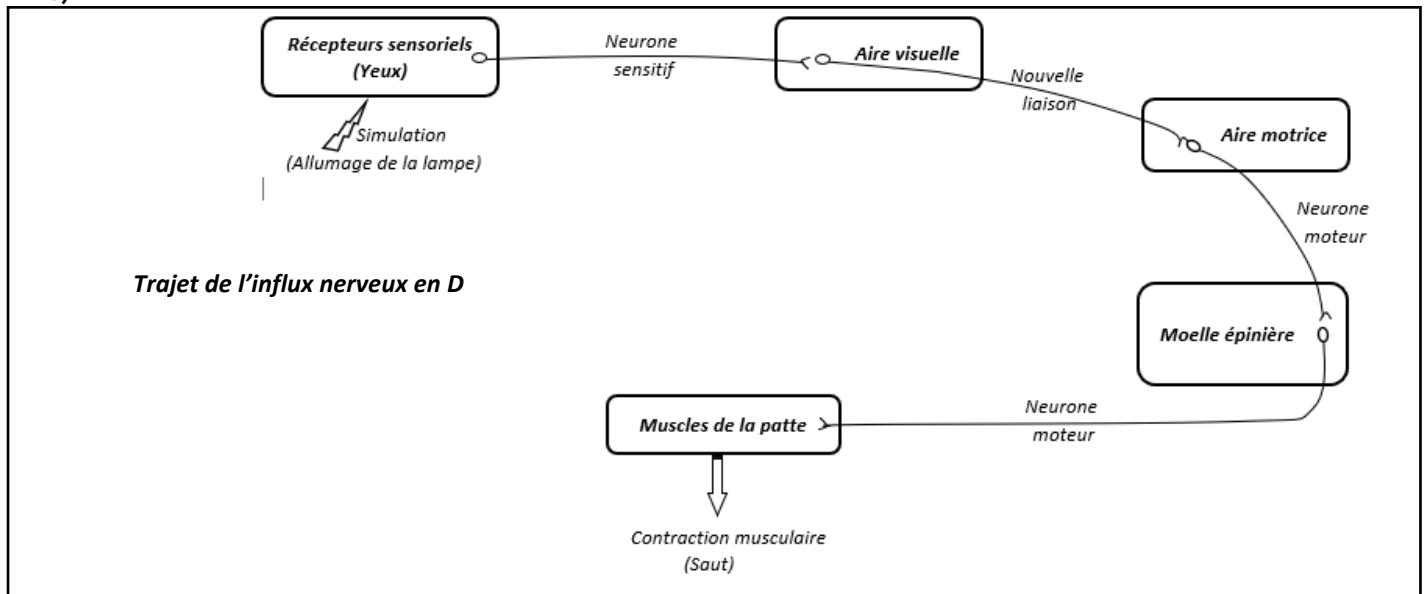 Récepteurs sensoriels
(Yeux)
Neurone
sensitif
Aire visuelle
Nouvelle
liaison
Aire motrice
Simulation
(Allumage de la lampe)
Neurone
moteur
Trajet de l'influx nerveux en D
Moelle épinière
Muscles de la patte
Neurone
moteur
Contraction musculaire
(Saut)